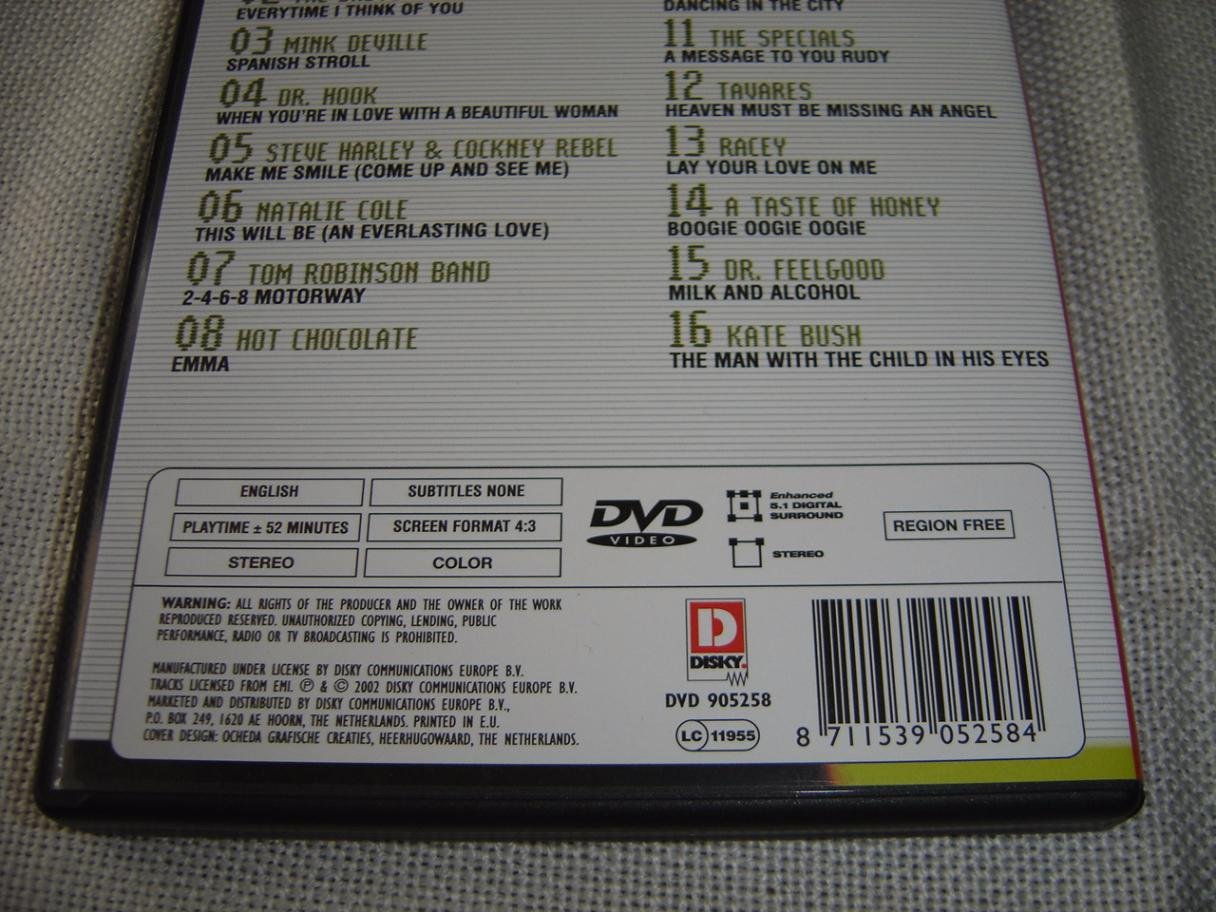 EVERYTIME I THINK OF YOU
03 MINK DEVILLE
SPANISH STROLL
04 DR. HOOK
WHEN YOU'RE IN LOVE WITH A BEAUTIFUL WOMAN
05 STEVE HARLEY & COCKNEY REBEL
MAKE ME SMILE (COME UP AND SEE ME)
06 NATALIE COLE
THIS WILL BE (AN EVERLASTING LOVE)
07 TOM ROBINSON BAND
2-4-6-8 MOTORWAY
08 HOT CHOCOLATE
EMMA
DANCING IN THE CITY
11 THE SPECIALS
A MESSAGE TO YOU RUDY
12 TAVARES
HEAVEN MUST BE MISSING AN ANGEL
13 RACEY
LAY YOUR LOVE ON ME
14 A TASTE OF HONEY
BOOGIE OOGIE OOGIE
15 DR. FEELGOOD
MILK AND ALCOHOL
16 KATE BUSH
THE MAN WITH THE CHILD IN HIS EYES
ENGLISH
SUBTITLES NONE
PLAYTIME ± 52 MINUTES
SCREEN FORMAT 4:3
STEREO
COLOR
DVD
VIDEO
Enhanced
5.1 DIGITAL
SURROUND
STEREO
REGION FREE
WARNING: ALL RIGHTS OF THE PRODUCER AND THE OWNER OF THE WORK
REPRODUCED RESERVED. UNAUTHORIZED COPYING, LENDING, PUBLIC
PERFORMANCE, RADIO OR TV BROADCASTING IS PROHIBITED.
MANUFACTURED UNDER LICENSE BY DISKY COMMUNICATIONS EUROPE B.V.
TRACKS LICENSED FROM EMI. ℗ & © 2002 DISKY COMMUNICATIONS EUROPE B.V.
MARKETED AND DISTRIBUTED BY DISKY COMMUNICATIONS EUROPE B.V.,
P.O. BOX 249, 1620 AE HOORN, THE NETHERLANDS. PRINTED IN E.U.
COVER DESIGN: OCHEDA GRAFISCHE CREATIES, HEERHUGOWAARD, THE NETHERLANDS.
D
DISKY.
DVD 905258
LC 11955
8 711539 052584